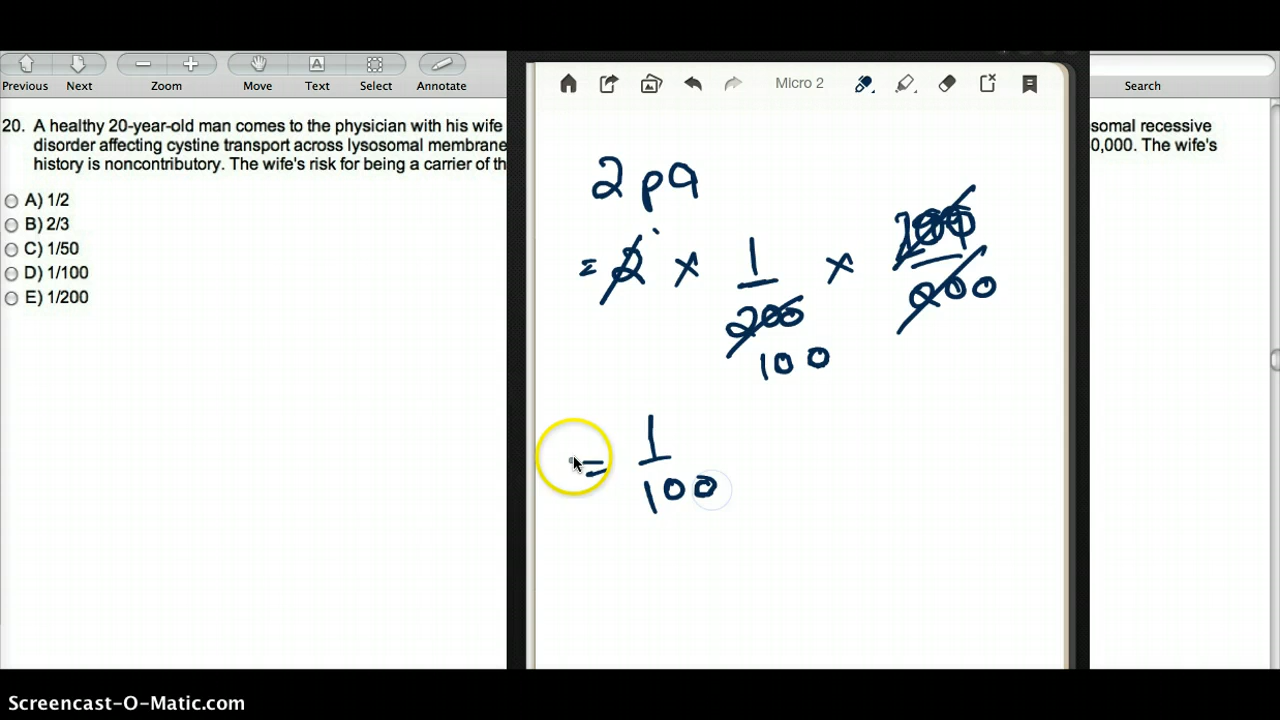 Previous Next Zoom Move Text Select Annotate Search
Micro 2
20. A healthy 20-year-old man comes to the physician with his wife
somal recessive
disorder affecting cystine transport across lysosomal membrane
0,000. The wife's
history is noncontributory. The wife's risk for being a carrier of th
A) 1/2
B) 2/3
C) 1/50
D) 1/100
E) 1/200
2 pq
= 2 × 1/200 ×
100
= 1/100
Screencast-O-Matic.com